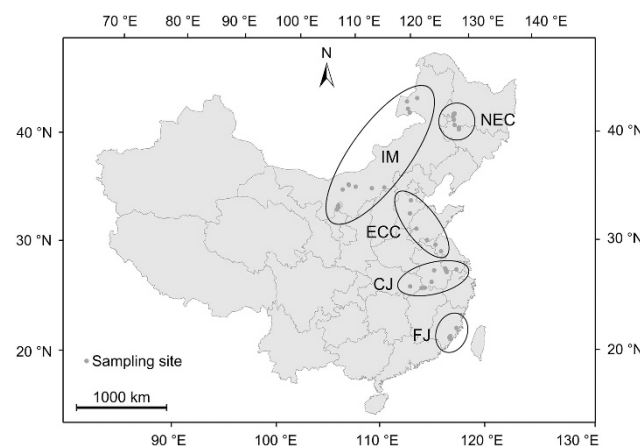 70 °E 80 °E 90 °E 100 °E 110 °E 120 °E 130 °E 140 °E
N
40 °N NEC 40 °N
IM
30 °N ECC 30 °N
CJ
FJ
20 °N 20 °N
Sampling site
1000 km
90 °E 100 °E 110 °E 120 °E 130 °E